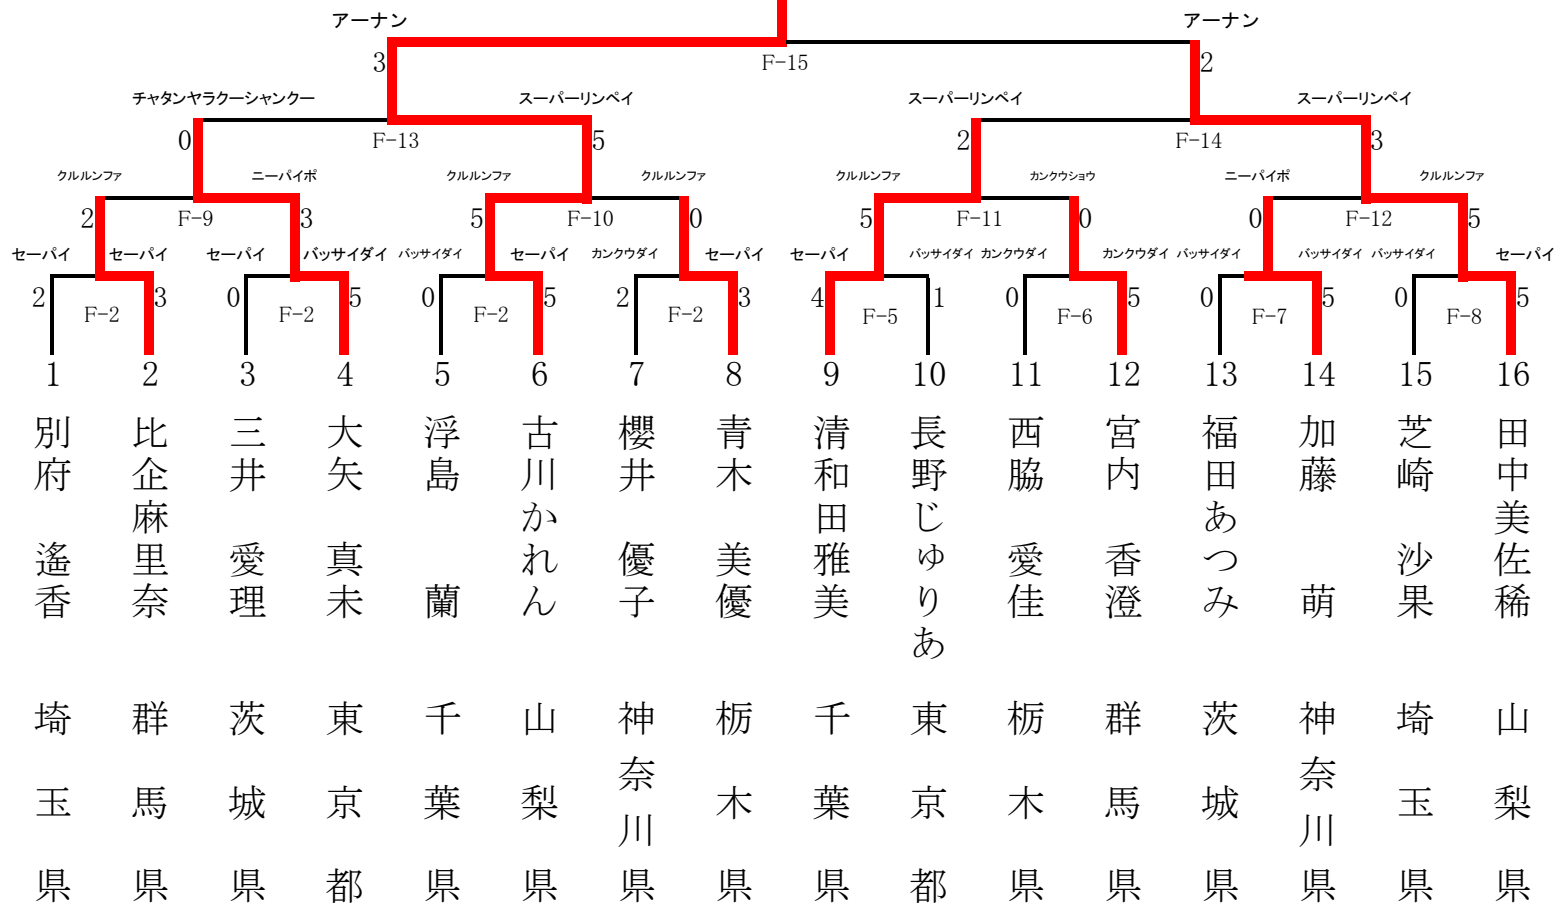 アーナン アーナン
3 F-15 2
チャタンヤラクーシャンクー スーパーリンペイ スーパーリンペイ スーパーリンペイ
0 F-13 5 2 F-14 3
クルルンファ ニーパイポ クルルンファ クルルンファ クルルンファ カンクウショウ ニーパイポ クルルンファ
2 F-9 3 5 F-10 0 5 F-11 0 0 F-12 5
セーパイ セーパイ セーパイ バッサイダイ バッサイダイ セーパイ カンクウダイ セーパイ セーパイ バッサイダイ カンクウダイ カンクウダイ バッサイダイ バッサイダイ バッサイダイ セーパイ
2 F-2 3 0 F-2 5 0 F-2 5 2 F-2 3 4 F-5 1 0 F-6 5 0 F-7 5 0 F-8 5
1 2 3 4 5 6 7 8 9 10 11 12 13 14 15 16
別府 遙香 埼玉県
比企麻里奈 群馬県
三井 愛理 茨城県
大矢 真未 東京都
浮島 蘭 千葉県
古川かれん 山梨県
櫻井 優子 神奈川県
青木 美優 栃木県
清和田雅美 千葉県
長野じゅりあ 東京都
西脇 愛佳 栃木県
宮内 香澄 群馬県
福田あつみ 茨城県
加藤 萌 神奈川県
芝崎 沙果 埼玉県
田中美佐稀 山梨県